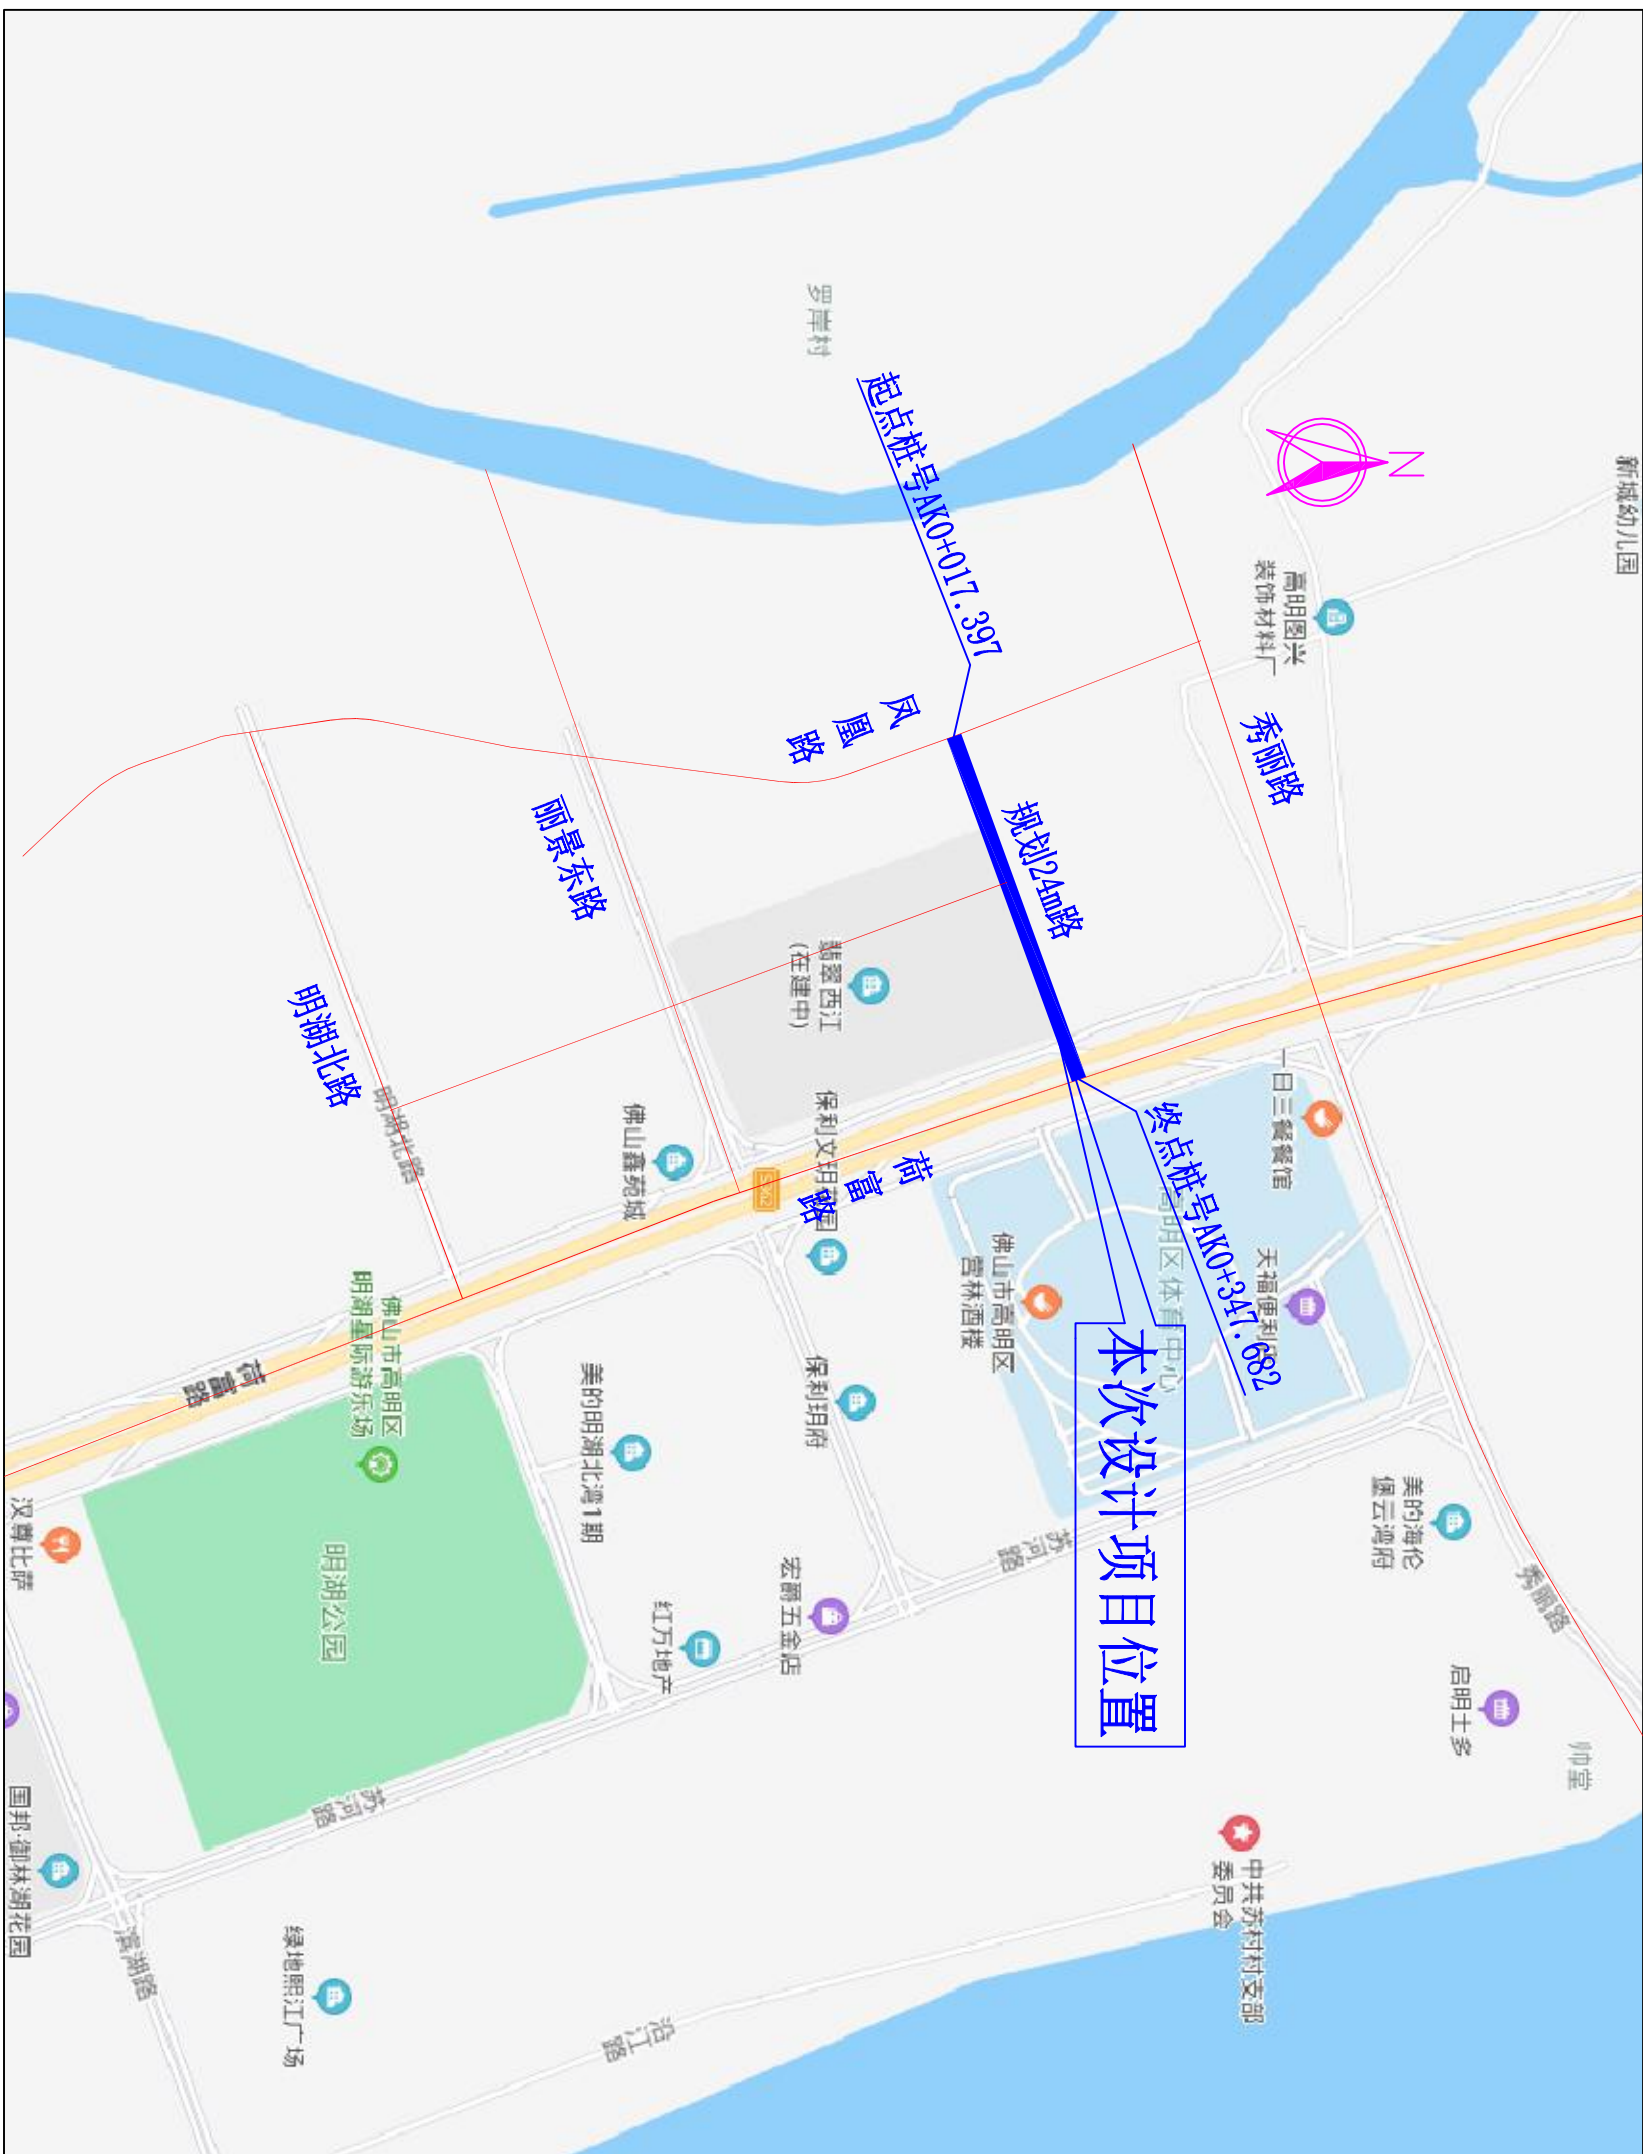 新城幼儿园
罗岸村
N
起点桩号AK0+017.397
高明图兴
装饰材料厂
秀丽路
凤凰路
规划24m路
丽景东路
翡翠西江
(在建中)
明湖北路
明湖北路
一日三餐餐馆
保利文玥花园
佛山鑫苑城
荷富路
终点桩号AK0+347.682
高明区体育中心
天福便利店
佛山市高明区
营林酒楼
本次设计项目位置
佛山市高明区
明湖星际游乐场
荷富路
保利玥府
美的明湖北湾1期
美的海伦
堡云湾府
汉尊比萨
苏河路
宏爵五金店
秀丽路
明湖公园
红万地产
启明士多
帅堂
苏河路
国邦·御林湖花园
中共苏村村支部
委员会
滨湖路
绿地熙江广场
沿江路